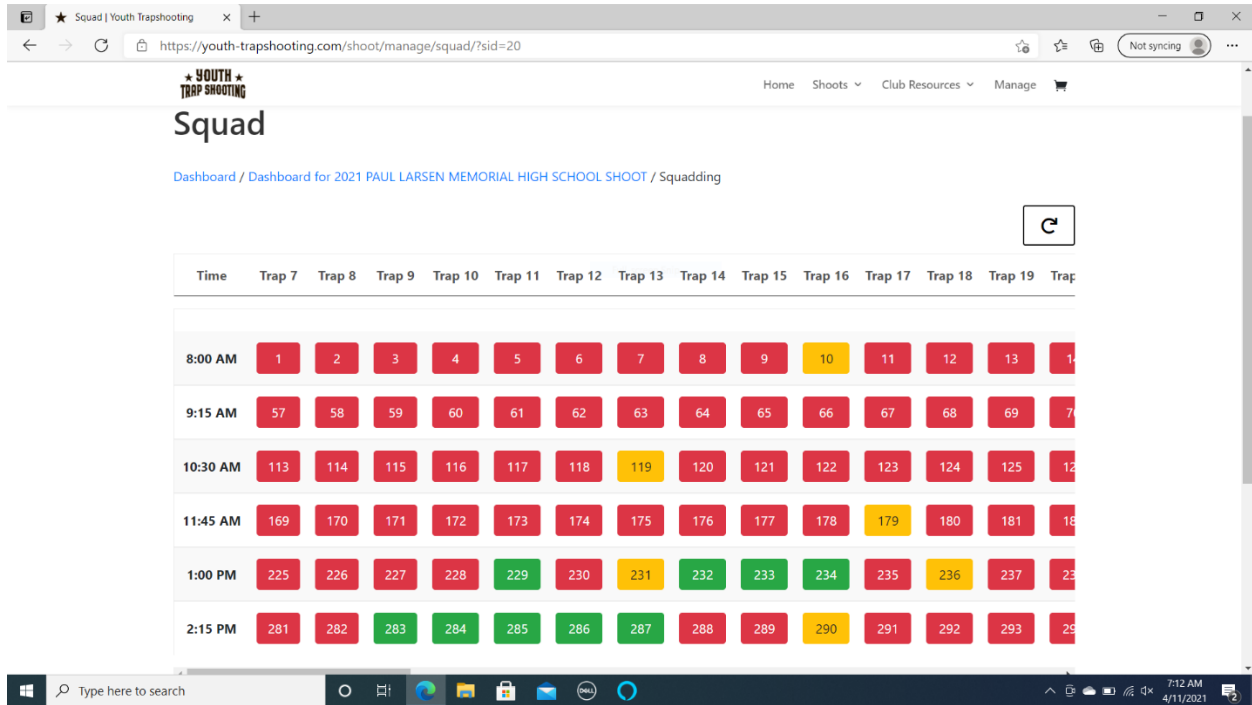 Squad | Youth Trapshooting
https://youth-trapshooting.com/shoot/manage/squad/?sid=20
Not syncing
YOUTH
TRAP SHOOTING
Home Shoots Club Resources Manage
Squad
Dashboard / Dashboard for 2021 PAUL LARSEN MEMORIAL HIGH SCHOOL SHOOT / Squadding
Time Trap 7 Trap 8 Trap 9 Trap 10 Trap 11 Trap 12 Trap 13 Trap 14 Trap 15 Trap 16 Trap 17 Trap 18 Trap 19 Trap
8:00 AM 1 2 3 4 5 6 7 8 9 10 11 12 13
9:15 AM 57 58 59 60 61 62 63 64 65 66 67 68 69
10:30 AM 113 114 115 116 117 118 119 120 121 122 123 124 125
11:45 AM 169 170 171 172 173 174 175 176 177 178 179 180 181
1:00 PM 225 226 227 228 229 230 231 232 233 234 235 236 237
2:15 PM 281 282 283 284 285 286 287 288 289 290 291 292 293
Type here to search
DELL
7:12 AM
4/11/2021
2